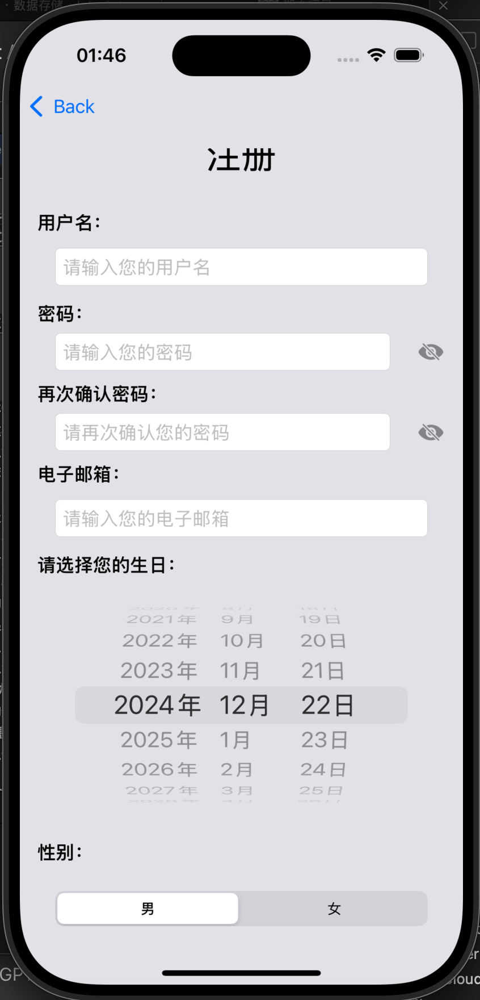 · 数据存储
01:46
Back
注册
用户名：
请输入您的用户名
密码：
请输入您的密码
再次确认密码：
请再次确认您的密码
电子邮箱：
请输入您的电子邮箱
请选择您的生日：
2021年 9月 19日
2022年 10月 20日
2023年 11月 21日
2024年 12月 22日
2025年 1月 23日
2026年 2月 24日
2027年 3月 25日
性别：
男 女